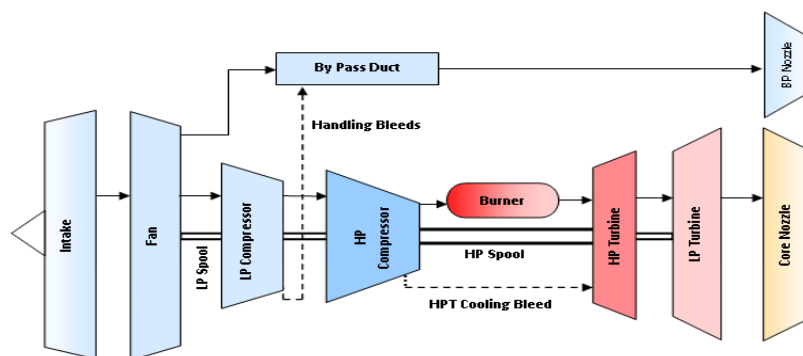 By Pass Duct
BP Nozzle
Handling Bleeds
Intake
Fan
LP Spool
LP Compressor
HP
Compressor
Burner
HP Spool
HPT Cooling Bleed
HP Turbine
LP Turbine
Core Nozzle